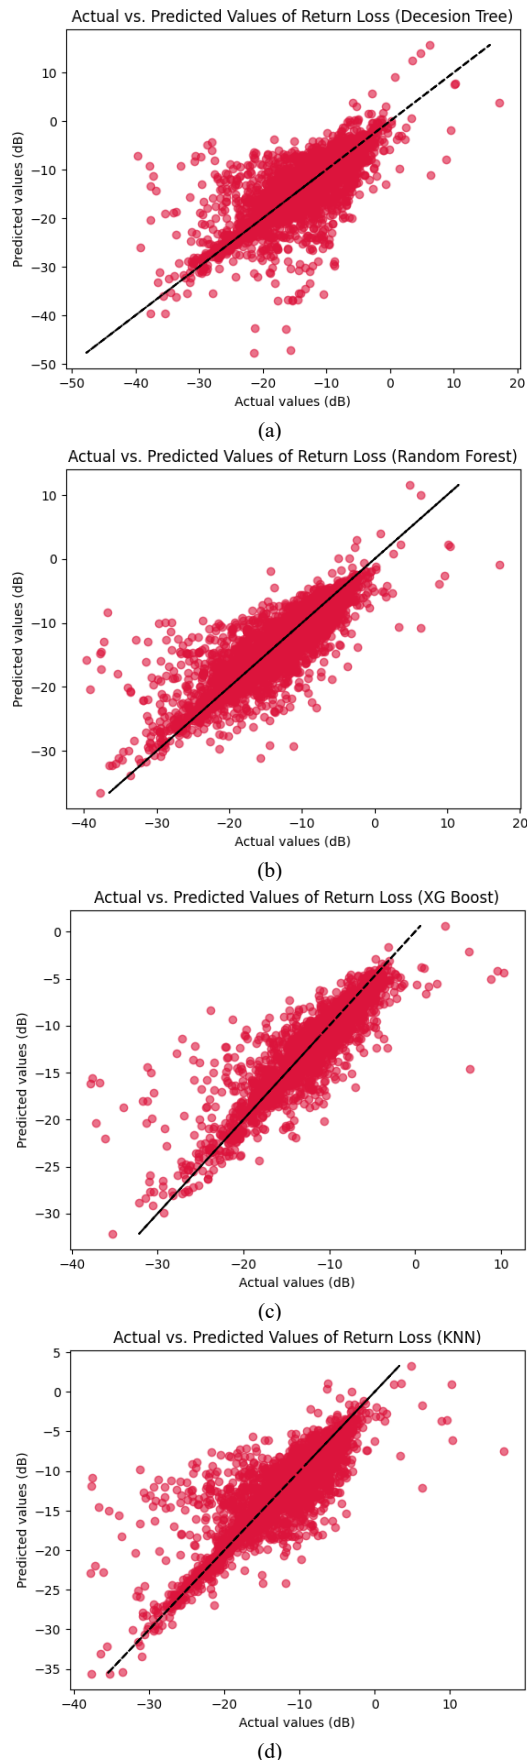 Actual vs. Predicted Values of Return Loss (Decesion Tree)
10
0
−10
−20
−30
−40
−50
Predicted values (dB)
−50 −40 −30 −20 −10 0 10 20
Actual values (dB)
(a)
Actual vs. Predicted Values of Return Loss (Random Forest)
10
0
−10
−20
−30
Predicted values (dB)
−40 −30 −20 −10 0 10 20
Actual values (dB)
(b)
Actual vs. Predicted Values of Return Loss (XG Boost)
0
−5
−10
−15
−20
−25
−30
Predicted values (dB)
−40 −30 −20 −10 0 10
Actual values (dB)
(c)
Actual vs. Predicted Values of Return Loss (KNN)
5
0
−5
−10
−15
−20
−25
−30
−35
Predicted values (dB)
−40 −30 −20 −10 0 10
Actual values (dB)
(d)